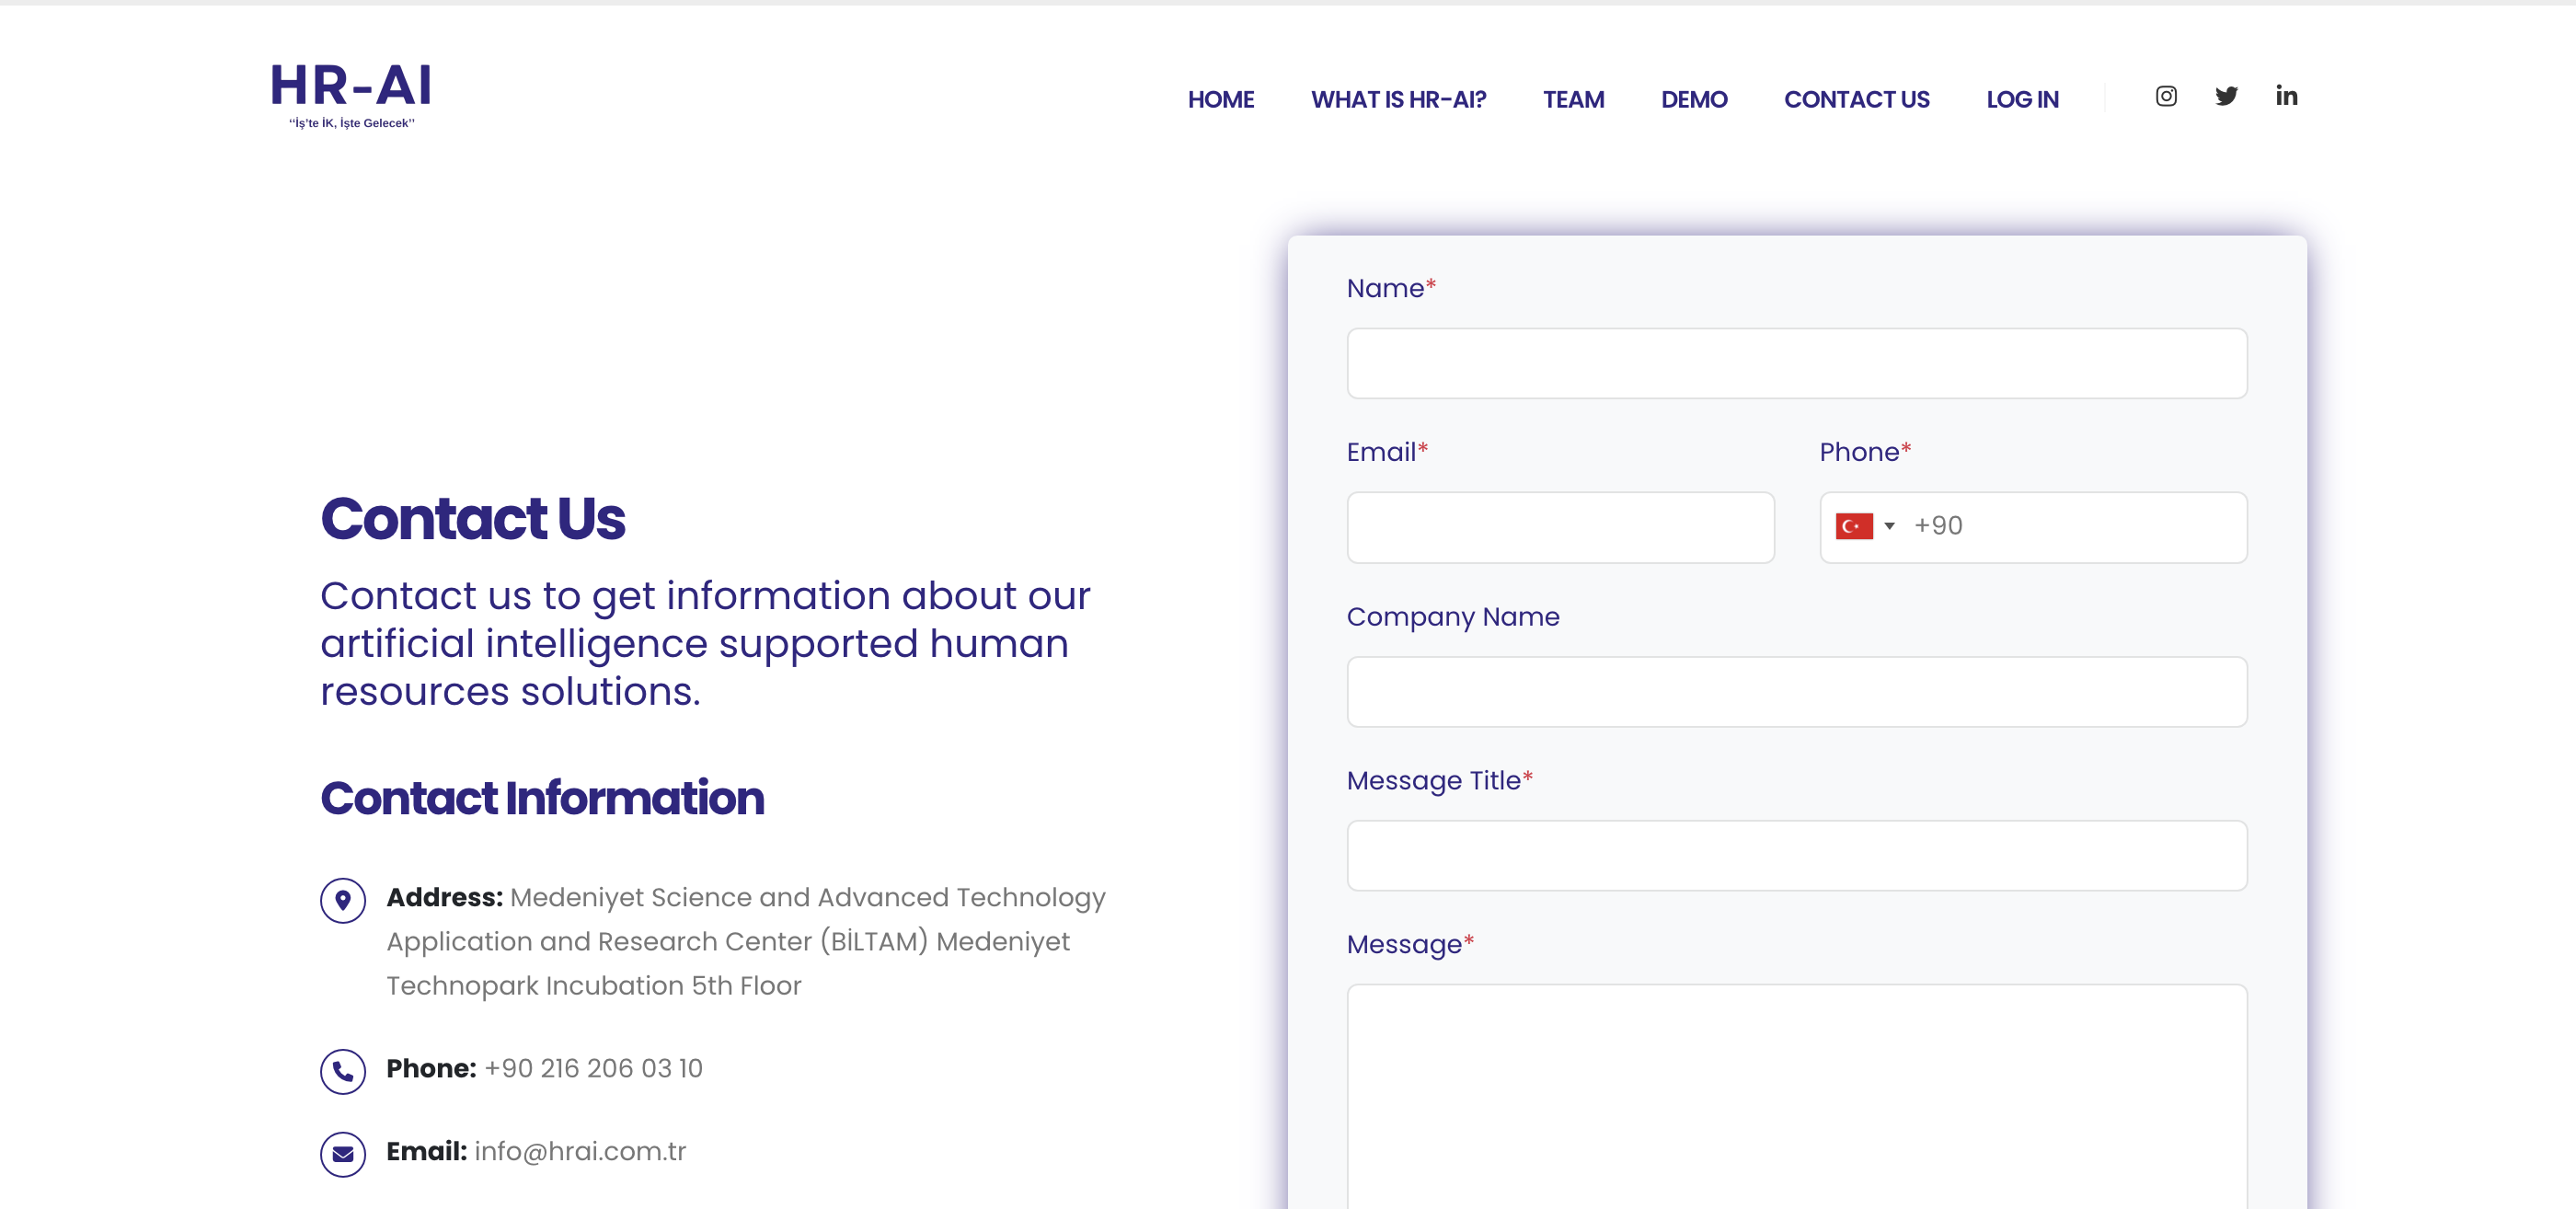 HR-AI
‘‘İş’te İK, İşte Gelecek’’
HOME WHAT IS HR-AI? TEAM DEMO CONTACT US LOG IN
Contact Us
Contact us to get information about our
artificial intelligence supported human
resources solutions.
Contact Information
Address: Medeniyet Science and Advanced Technology
Application and Research Center (BİLTAM) Medeniyet
Technopark Incubation 5th Floor
Phone: +90 216 206 03 10
Email: info@hrai.com.tr
Name*
Email* Phone*
+90
Company Name
Message Title*
Message*